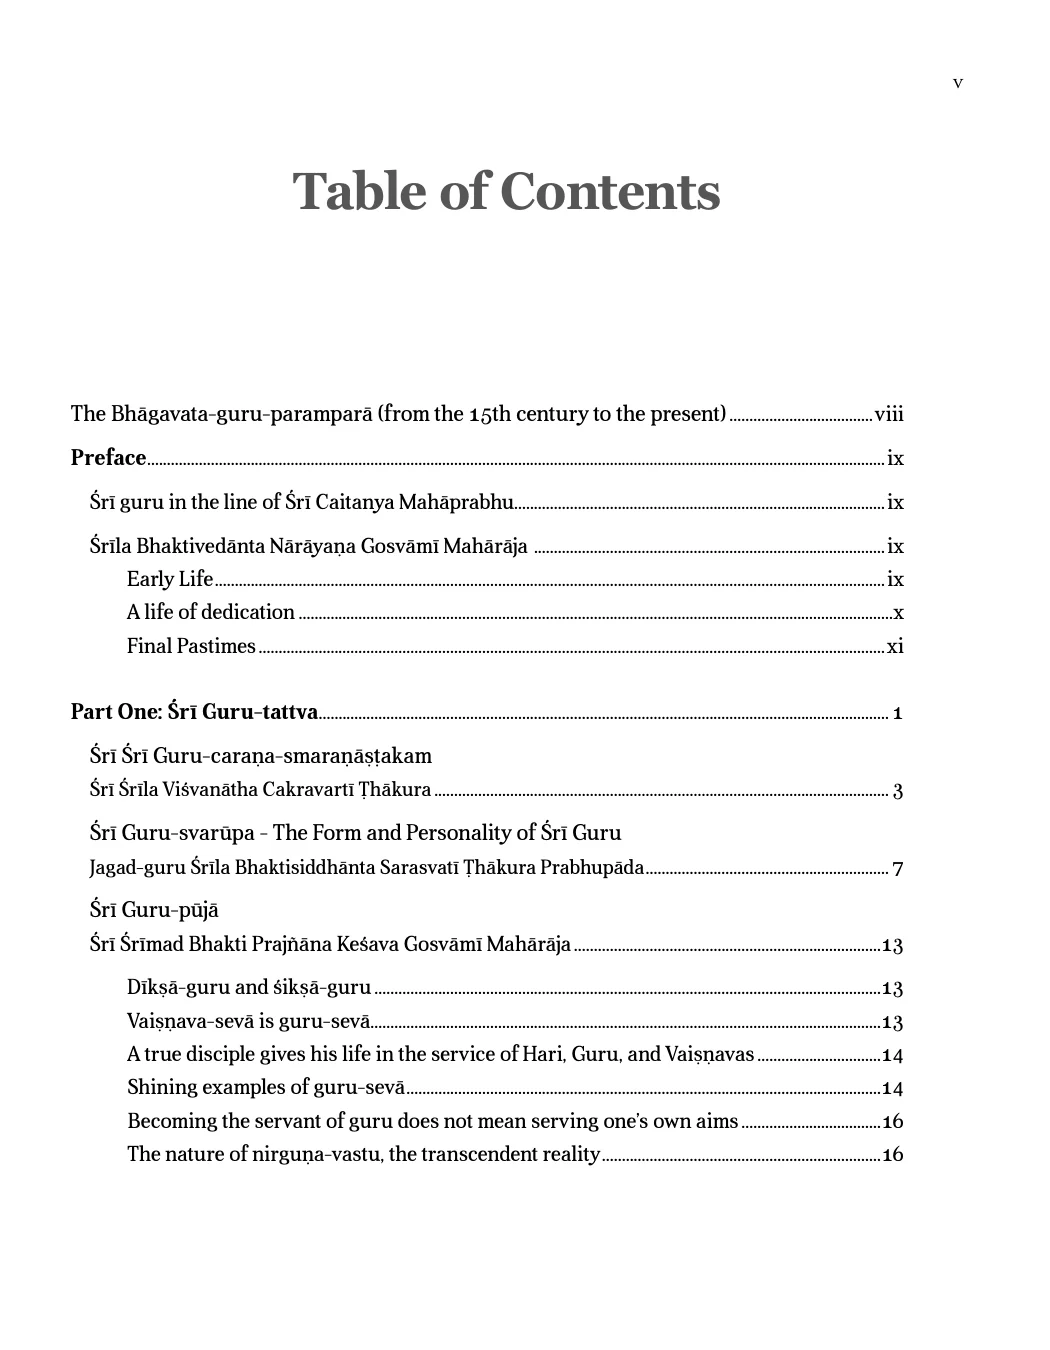 v
Table of Contents
The Bhāgavata-guru-paramparā (from the 15th century to the present) viii
Preface ix
Śrī guru in the line of Śrī Caitanya Mahāprabhu ix
Śrīla Bhaktivedānta Nārāyaṇa Gosvāmī Mahārāja ix
Early Life ix
A life of dedication x
Final Pastimes xi
Part One: Śrī Guru-tattva 1
Śrī Śrī Guru-caraṇa-smaraṇāṣṭakam
Śrī Śrīla Viśvanātha Cakravartī Ṭhākura 3
Śrī Guru-svarūpa - The Form and Personality of Śrī Guru
Jagad-guru Śrīla Bhaktisiddhānta Sarasvatī Ṭhākura Prabhupāda 7
Śrī Guru-pūjā
Śrī Śrīmad Bhakti Prajñāna Keśava Gosvāmī Mahārāja 13
Dīkṣā-guru and śikṣā-guru 13
Vaiṣṇava-sevā is guru-sevā 13
A true disciple gives his life in the service of Hari, Guru, and Vaiṣṇavas 14
Shining examples of guru-sevā 14
Becoming the servant of guru does not mean serving one’s own aims 16
The nature of nirguṇa-vastu, the transcendent reality 16